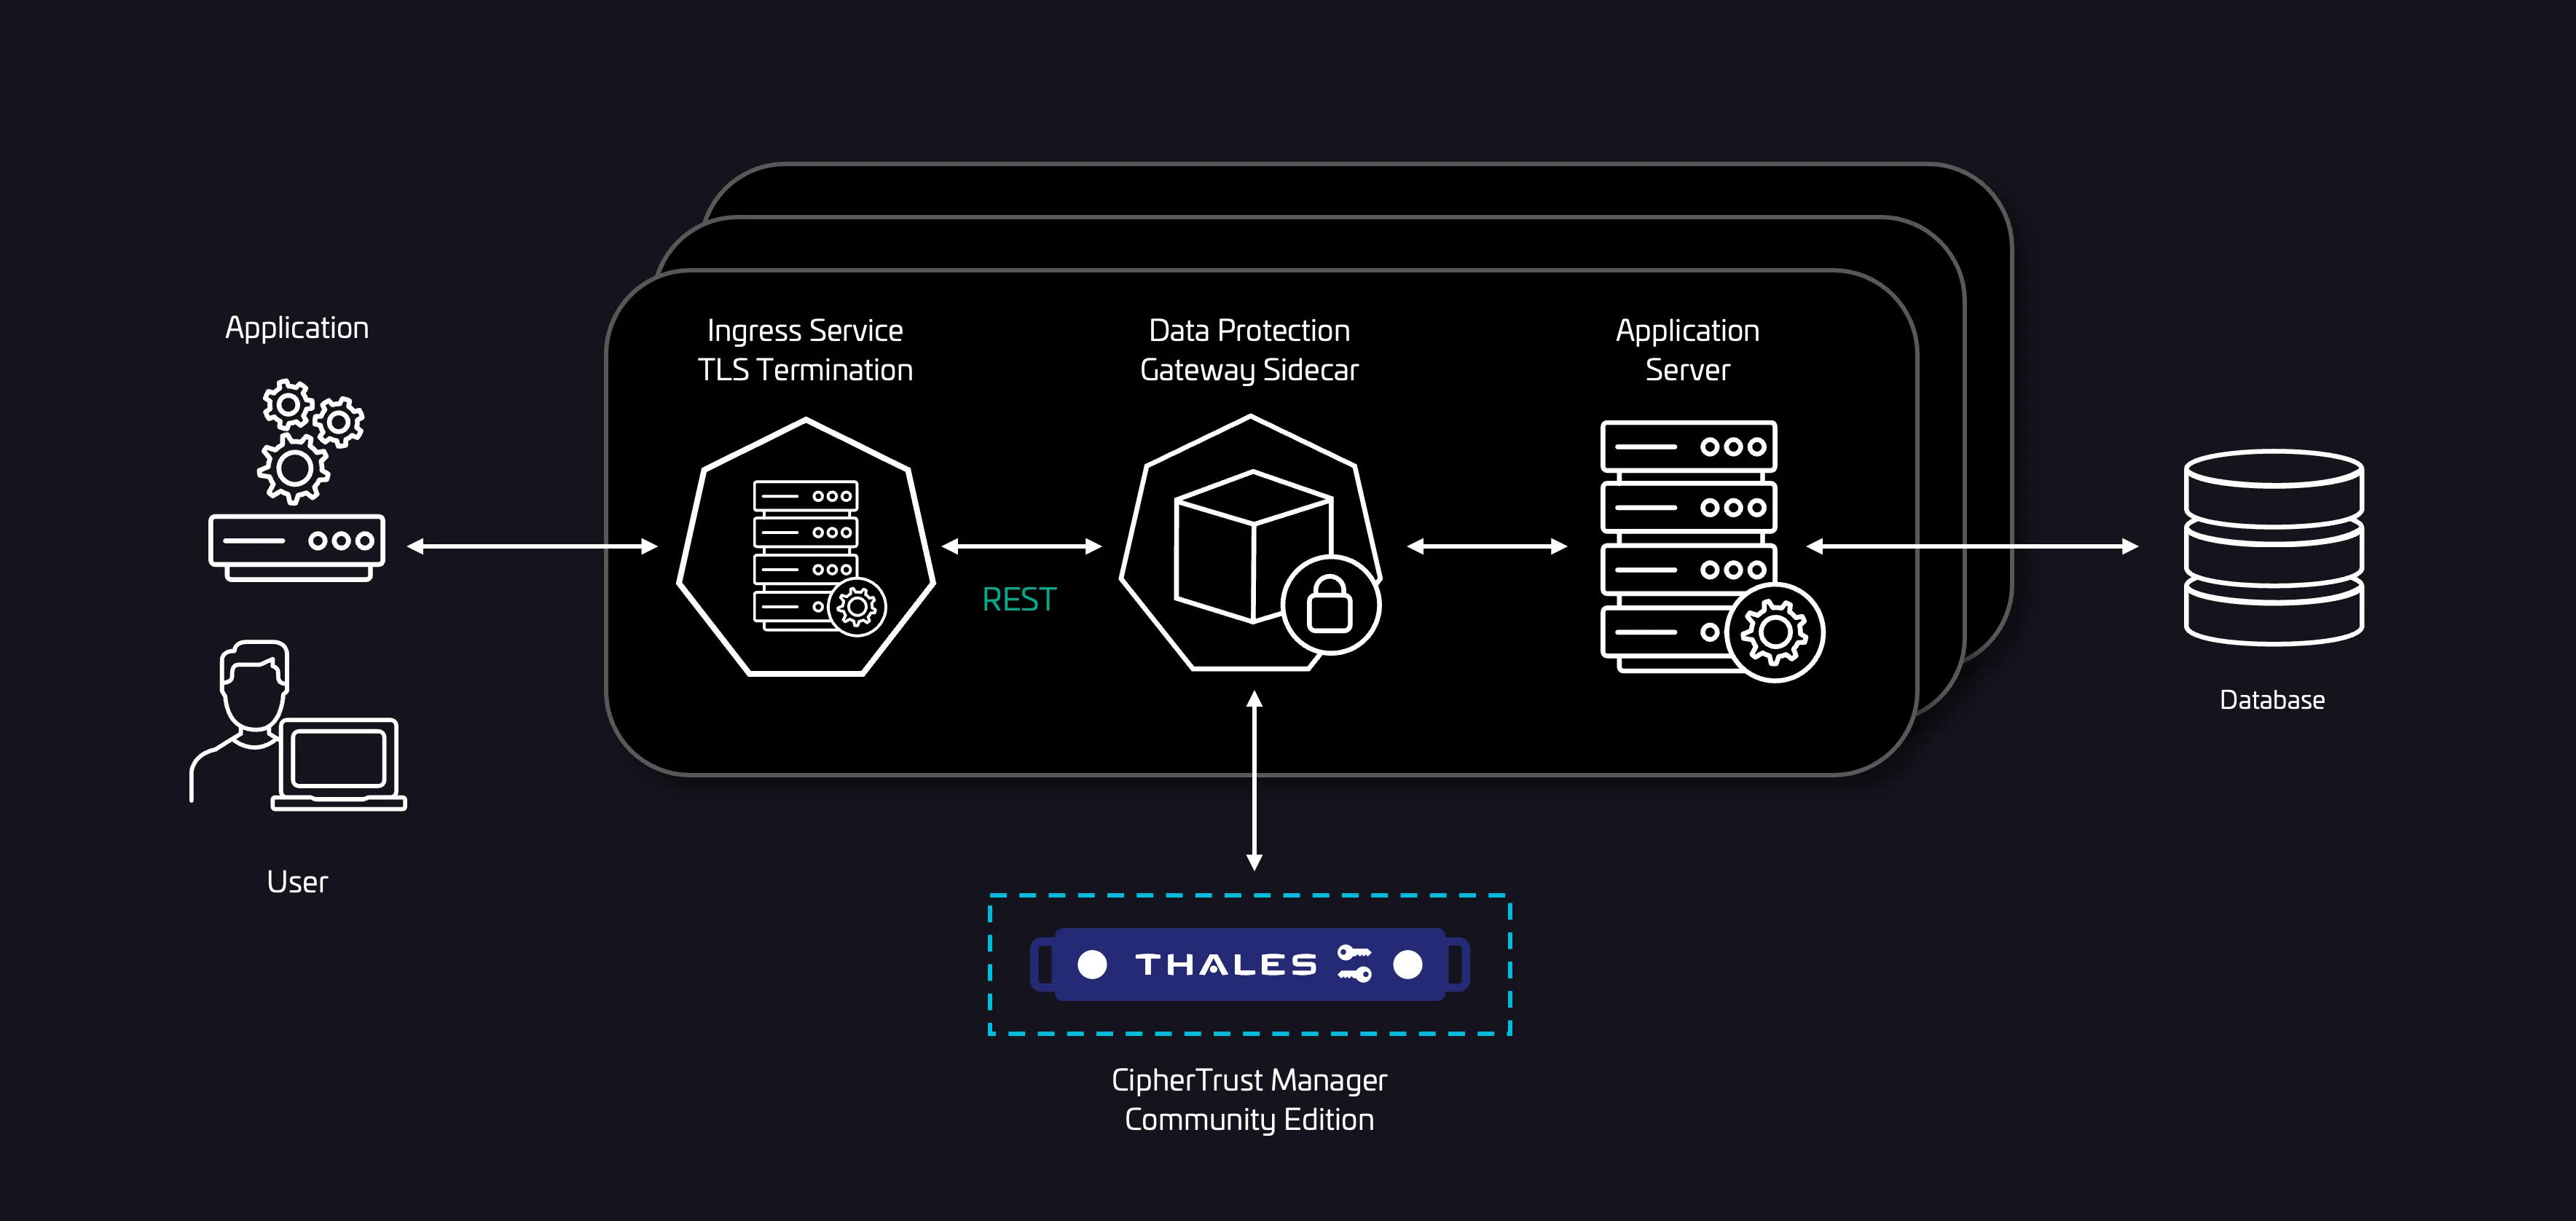 Application
Ingress Service
TLS Termination
Data Protection
Gateway Sidecar
Application
Server
REST
Database
User
THALES
CipherTrust Manager
Community Edition